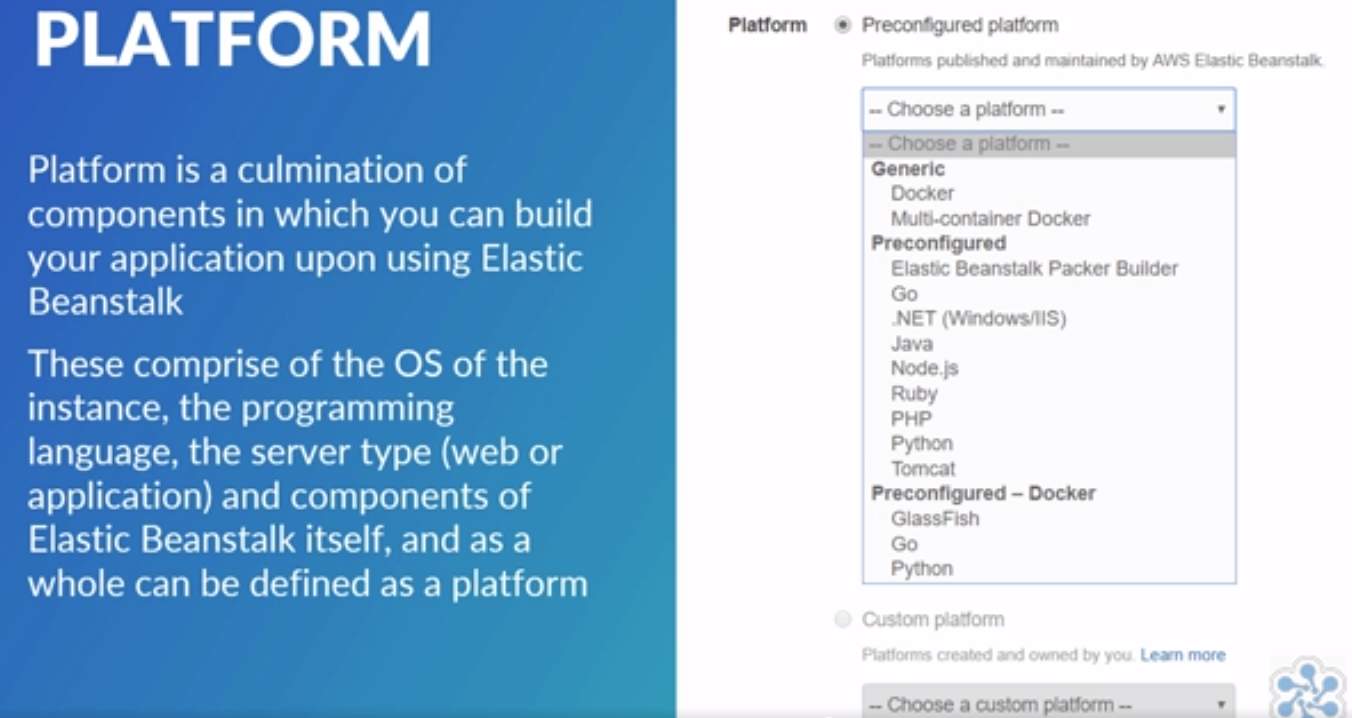 PLATFORM
Platform is a culmination of
components in which you can build
your application upon using Elastic
Beanstalk
These comprise of the OS of the
instance, the programming
language, the server type (web or
application) and components of
Elastic Beanstalk itself, and as a
whole can be defined as a platform
Platform Preconfigured platform
Platforms published and maintained by AWS Elastic Beanstalk.
-- Choose a platform --
-- Choose a platform --
Generic
Docker
Multi-container Docker
Preconfigured
Elastic Beanstalk Packer Builder
Go
.NET (Windows/IIS)
Java
Node.js
Ruby
PHP
Python
Tomcat
Preconfigured – Docker
GlassFish
Go
Python
Custom platform
Platforms created and owned by you. Learn more
-- Choose a custom platform --